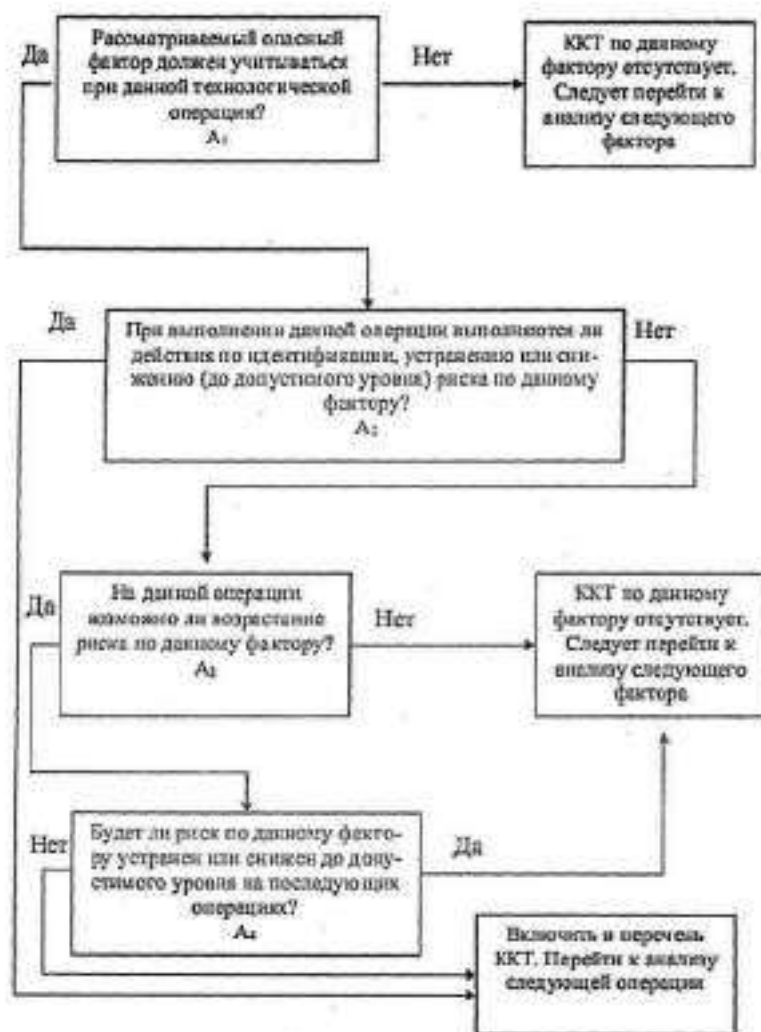 Да
Рассматриваемый опасный
фактор должен учитываться
при данной технологической
операции?
А₁
Нет
ККТ по данному
фактору отсутствует.
Следует перейти к
анализу следующего
фактора
Да
При выполнении данной операции выполняются ли
действия по идентификации, устранению или сни-
жению (до допустимого уровня) риска по данному
фактору?
А₂
Нет
Да
На данной операции
возможно ли возрастание
риска по данному фактору?
А₃
Нет
ККТ по данному
фактору отсутствует.
Следует перейти к
анализу следующего
фактора
Нет
Будет ли риск по данному факто-
ру устранен или снижен до допу-
стимого уровня на последующих
операциях?
А₄
Да
Включить в перечень
ККТ. Перейти к анализу
следующей операции